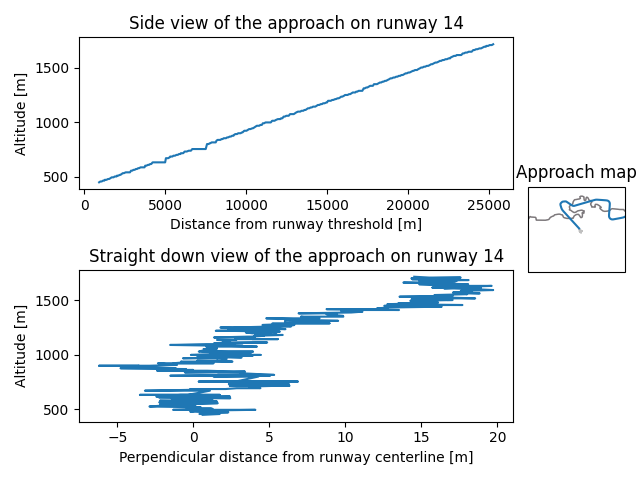 Side view of the approach on runway 14
Altitude [m]
1500
1000
500
0
5000
10000
15000
20000
25000
Distance from runway threshold [m]
Approach map
Straight down view of the approach on runway 14
Altitude [m]
1500
1000
500
−5
0
5
10
15
20
Perpendicular distance from runway centerline [m]